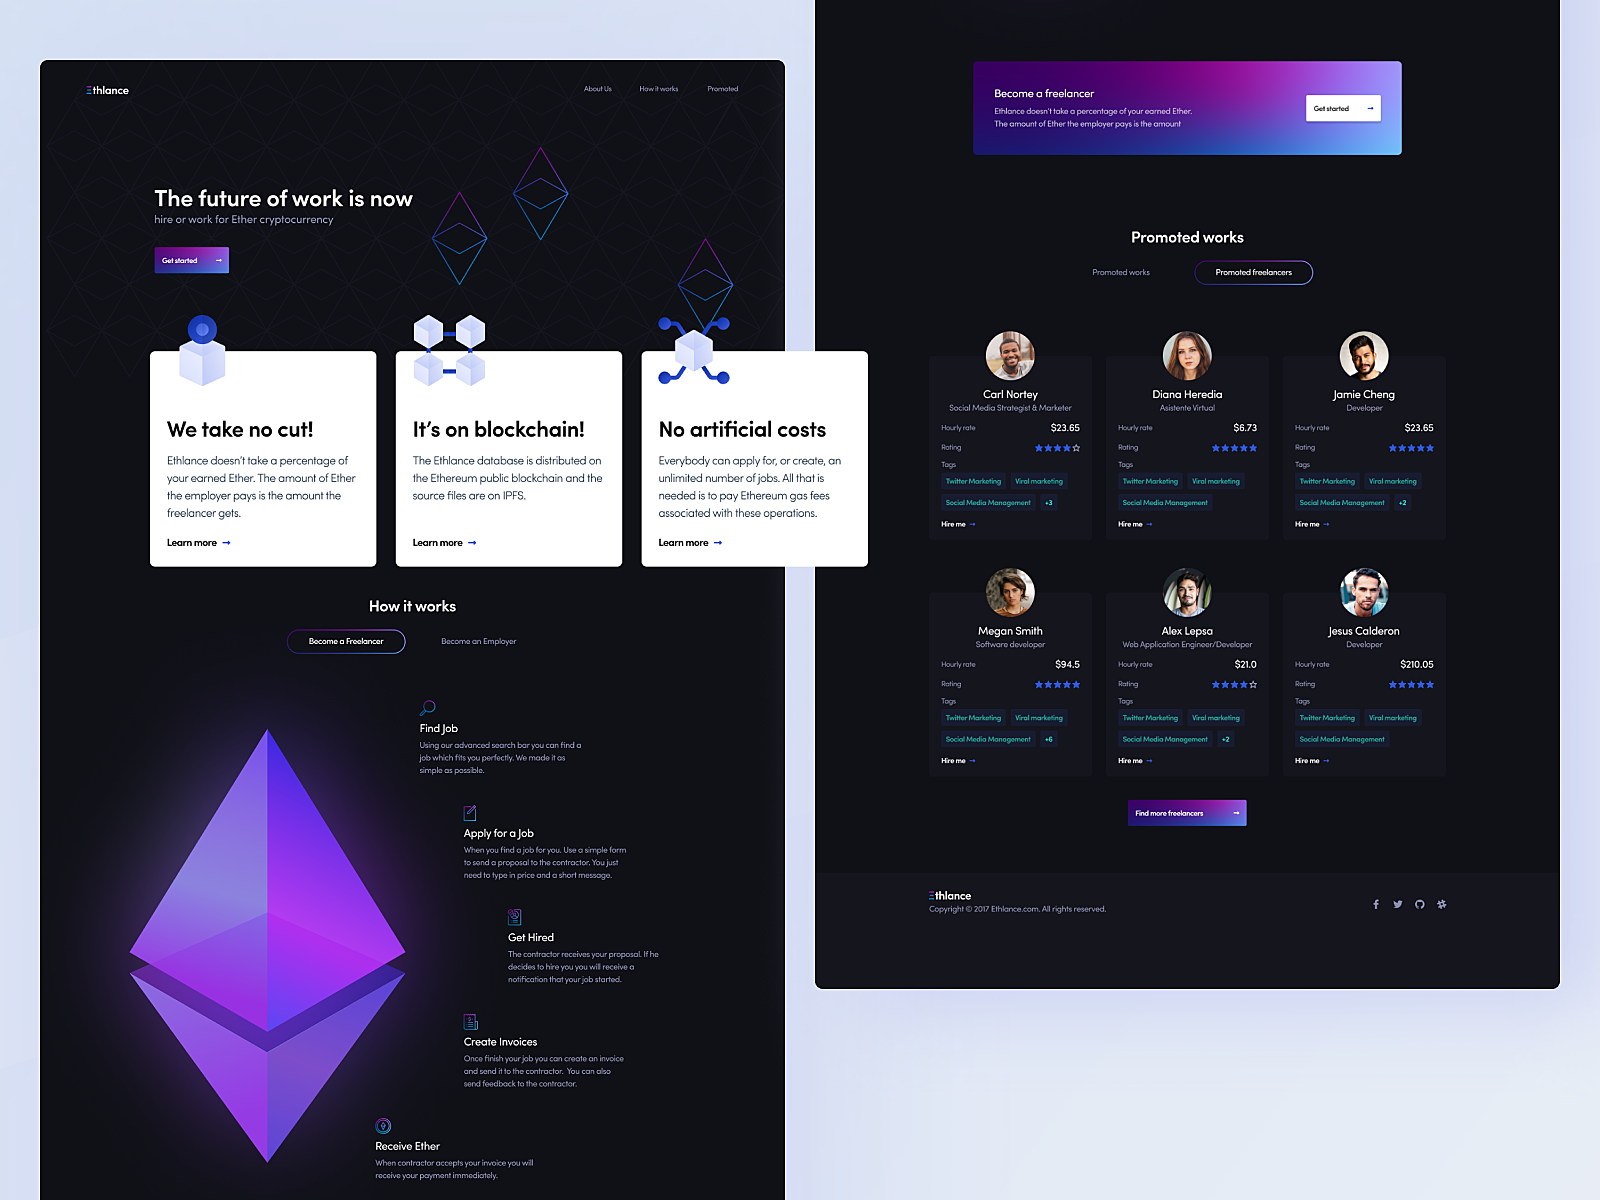 Ethlance
About Us
How it works
Promoted
The future of work is now
hire or work for Ether cryptocurrency
Get started →
We take no cut!
Ethlance doesn't take a percentage of
your earned Ether. The amount of Ether
the employer pays is the amount the
freelancer gets.
Learn more →
It's on blockchain!
The Ethlance database is distributed on
the Ethereum public blockchain and the
source files are on IPFS.
Learn more →
No artificial costs
Everybody can apply for, or create, an
unlimited number of jobs. All that is
needed is to pay Ethereum gas fees
associated with these operations.
Learn more →
How it works
Become a Freelancer
Become an Employer
Find Job
Using our advanced search bar you can find a
job which fits you perfectly. We made it as
simple as possible.
Apply for a Job
When you find a job for you. Use a simple form
to send a proposal to the contractor. You just
need to type in price and a short message.
Get Hired
The contractor receives your proposal. If he
decides to hire you you will receive a
notification that your job started.
Create Invoices
Once finish your job you can create an invoice
and send it to the contractor. You can also
send feedback to the contractor.
Receive Ether
When contractor accepts your invoice you will
receive your payment immediately.
Become a freelancer
Ethlance doesn't take a percentage of your earned Ether.
The amount of Ether the employer pays is the amount
Get started →
Promoted works
Promoted works
Promoted freelancers
Carl Nortey
Social Media Strategist & Marketer
Hourly rate $23.65
Rating
Tags
Twitter Marketing Viral marketing
Social Media Management +3
Hire me →
Diana Heredia
Asistente Virtual
Hourly rate $6.73
Rating
Tags
Twitter Marketing Viral marketing
Social Media Management
Hire me →
Jamie Cheng
Developer
Hourly rate $23.65
Rating
Tags
Twitter Marketing Viral marketing
Social Media Management +2
Hire me →
Megan Smith
Software developer
Hourly rate $94.5
Rating
Tags
Twitter Marketing Viral marketing
Social Media Management +6
Hire me →
Alex Lepsa
Web Application Engineer/Developer
Hourly rate $21.0
Rating
Tags
Twitter Marketing Viral marketing
Social Media Management +2
Hire me →
Jesus Calderon
Developer
Hourly rate $210.05
Rating
Tags
Twitter Marketing Viral marketing
Social Media Management
Hire me →
Find more freelancers →
Ethlance
Copyright © 2017 Ethlance.com. All rights reserved.